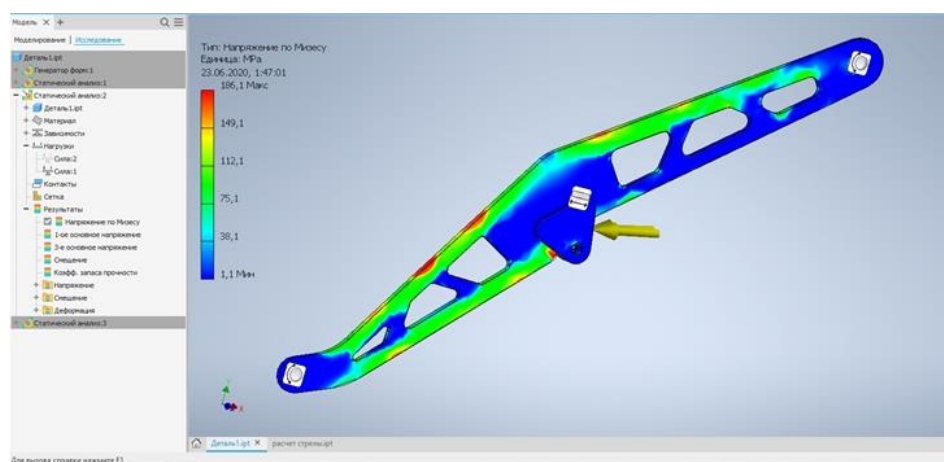 Модель × +
Моделирование | Исследование
Деталь1.ipt
Генератор форм:1
Статический анализ:1
Статический анализ:2
Деталь1.ipt
Материал
Зависимости
Нагрузки
Сила:2
Сила:1
Контакты
Сетка
Результаты
Напряжение по Мизесу
1-ое основное напряжение
3-е основное напряжение
Смещение
Коэфф. запаса прочности
Напряжение
Смещение
Деформация
Статический анализ:3
Тип: Напряжение по Мизесу
Единица: MPa
23.06.2020, 1:47:01
186,1 Макс
149,1
112,1
75,1
38,1
1,1 Мин
Y
X
Деталь1.ipt ×
расчет стрелы.ipt
Для вызова справки нажмите F1